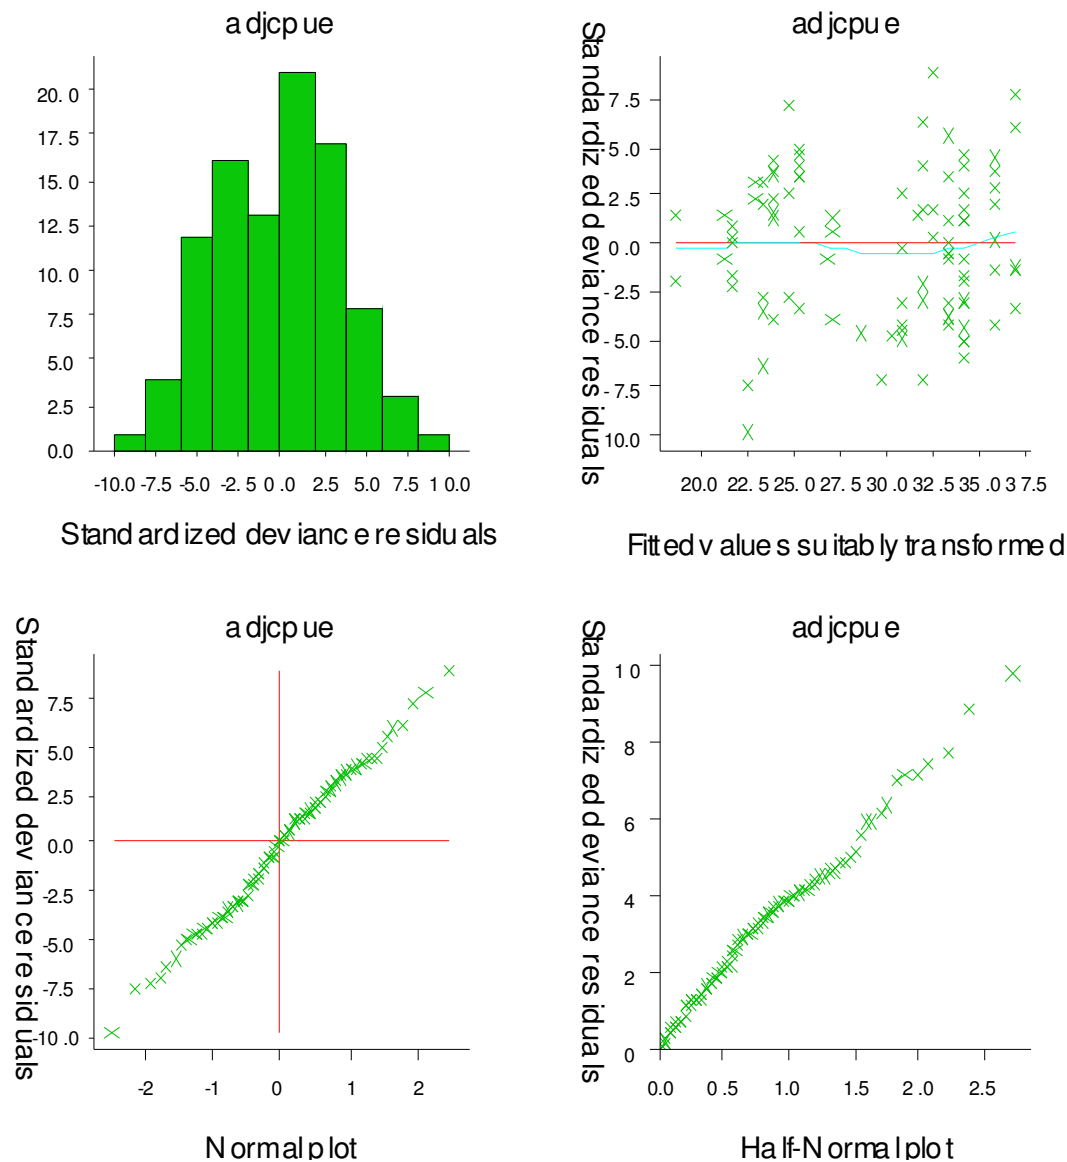 adjcpue
20.0
17.5
15.0
12.5
10.0
7.5
5.0
2.5
0.0
-10.0 -7.5 -5.0 -2.5 0.0 2.5 5.0 7.5 10.0
Standardized deviance residuals
adjcpue
Standardized deviance residuals
7.5
5.0
2.5
0.0
-2.5
-5.0
-7.5
10.0
20.0 22.5 25.0 27.5 30.0 32.5 35.0 37.5
Fitted values suitably transformed
adjcpue
Standardized deviance residuals
7.5
5.0
2.5
0.0
-2.5
-5.0
-7.5
-10.0
-2 -1 0 1 2
Normal plot
adjcpue
Standardized deviance residuals
10
8
6
4
2
0
0.0 0.5 1.0 1.5 2.0 2.5
Half-Normal plot